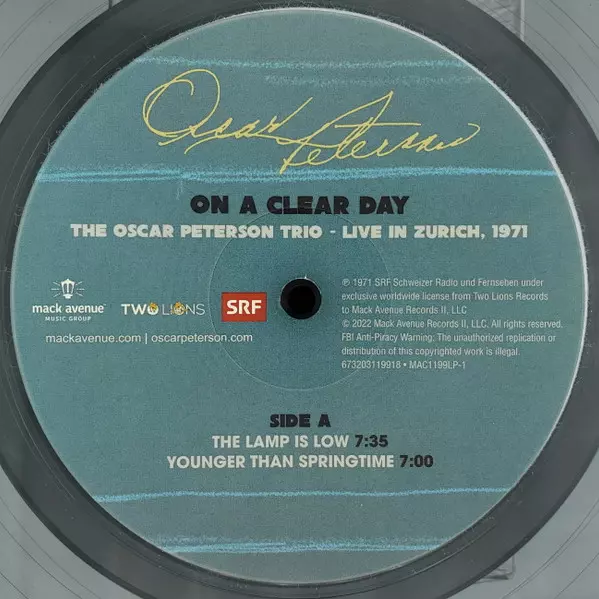 Oscar Peterson
ON A CLEAR DAY
THE OSCAR PETERSON TRIO - LIVE IN ZURICH, 1971
mack avenue
MUSIC GROUP
TWO LIONS
SRF
mackavenue.com | oscarpeterson.com
℗ 1971 SRF Schweizer Radio und Fernsehen under
exclusive worldwide license from Two Lions Records
to Mack Avenue Records II, LLC
© 2022 Mack Avenue Records II, LLC. All rights reserved.
FBI Anti-Piracy Warning: The unauthorized replication or
distribution of this copyrighted work is illegal.
673203119918 • MAC1199LP-1
SIDE A
THE LAMP IS LOW 7:35
YOUNGER THAN SPRINGTIME 7:00